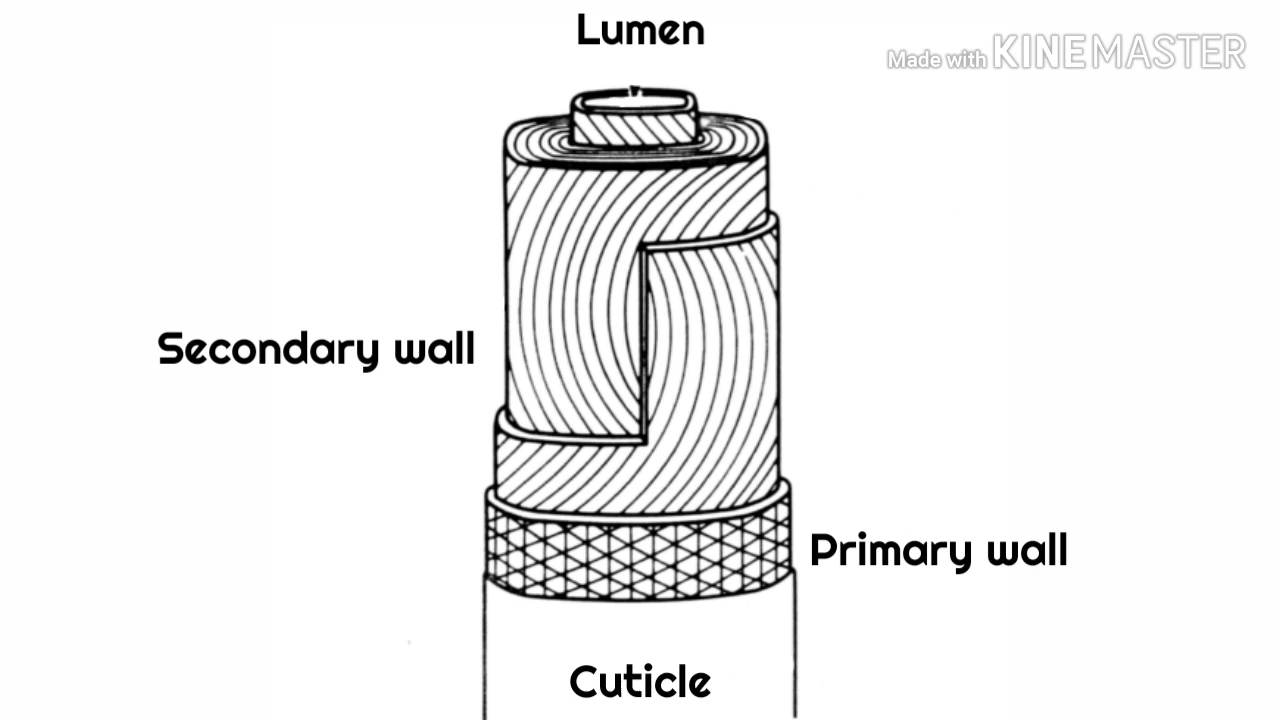 Lumen
Made with KINEMASTER
Secondary wall
Primary wall
Cuticle